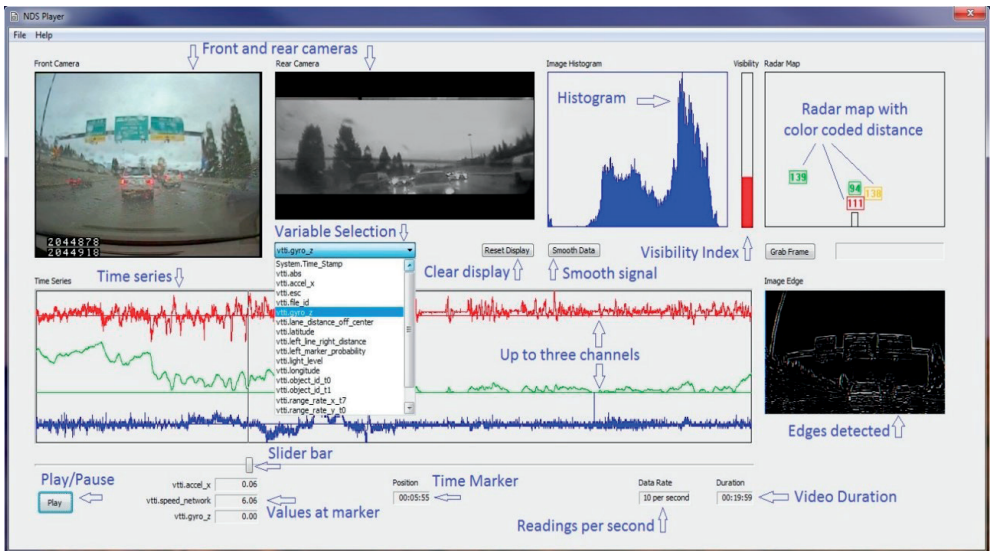 NDS Player
File Help
Front and rear cameras
Front Camera
Rear Camera
Image Histogram
Visibility
Radar Map
Histogram
Radar map with
color coded distance
139
94
138
111
2044878
2044918
Variable Selection
vtti.gyro_z
Reset Display
Smooth Data
Visibility Index
Grab Frame
Clear display
Smooth signal
Time series
Time Series
Image Edge
System.Time_Stamp
vtti.abs
vtti.accel_x
vtti.esc
vtti.file_id
vtti.gyro_z
vtti.lane_distance_off_center
vtti.latitude
vtti.left_line_right_distance
vtti.left_marker_probability
vtti.light_level
vtti.longitude
vtti.object_id_t0
vtti.object_id_t1
vtti.range_rate_x_t7
vtti.range_rate_y_t0
Up to three channels
Edges detected
Slider bar
Play/Pause
Play
vtti.accel_x 0.06
vtti.speed_network 6.06
vtti.gyro_z 0.00
Values at marker
Position
00:05:55
Time Marker
Data Rate
10 per second
Readings per second
Duration
00:19:59
Video Duration